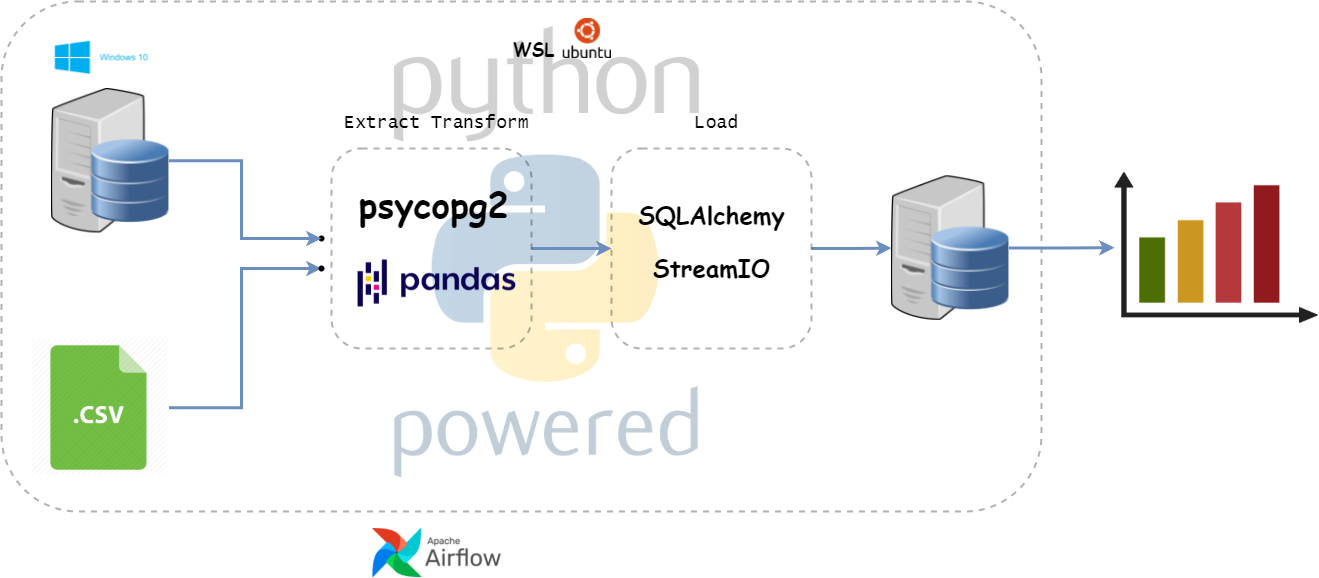 Windows 10
WSL ubuntu
python
Extract Transform
Load
psycopg2
pandas
SQLAlchemy
StreamIO
.CSV
powered
Apache
Airflow